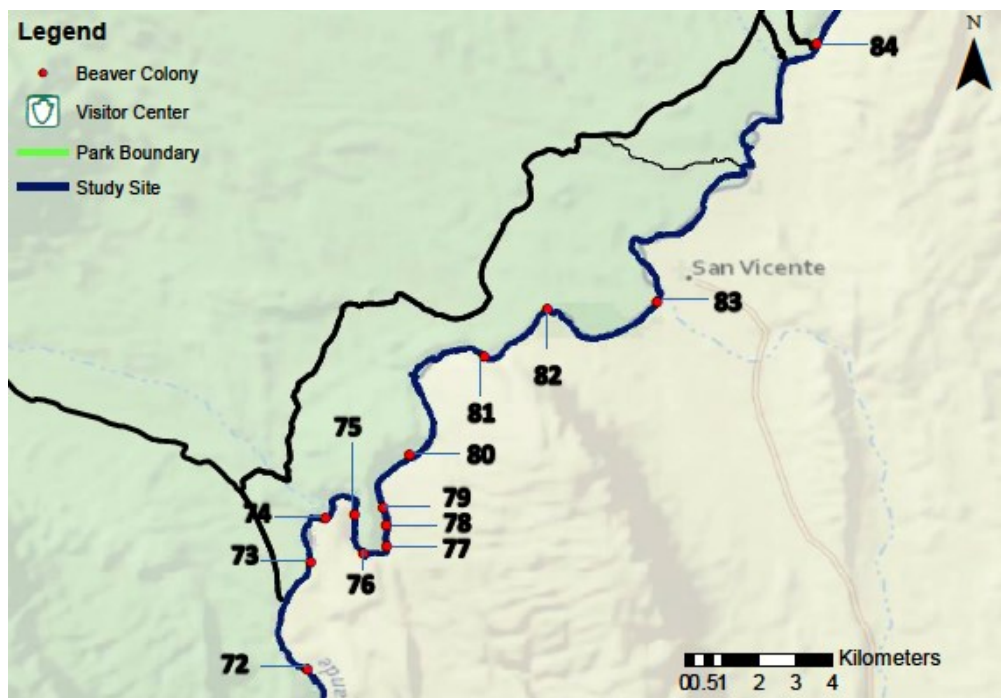 Legend
Beaver Colony
Visitor Center
Park Boundary
Study Site
N
84
San Vicente
83
82
81
75
80
79
74
78
77
73
76
72
Kilometers
00.51 2 3 4